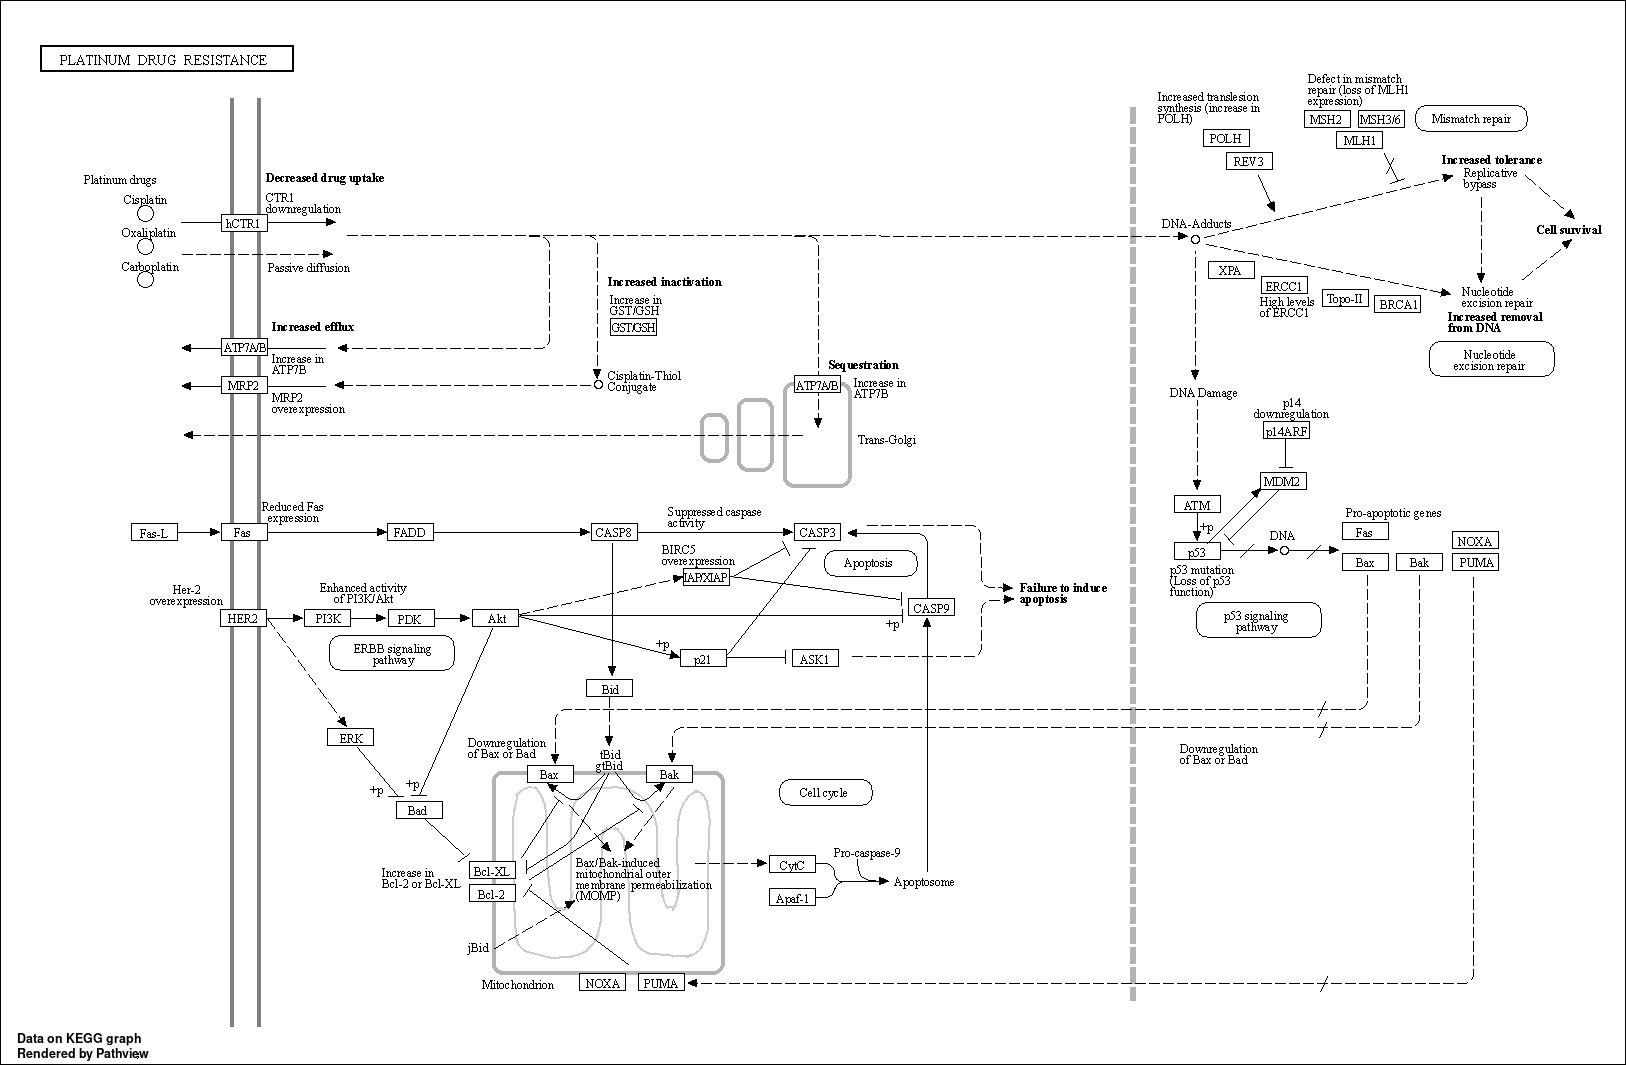 PLATINUM DRUG RESISTANCE
Platinum drugs
Cisplatin
Oxaliplatin
Carboplatin
hCTR1
Decreased drug uptake
CTR1
downregulation
Passive diffusion
Increased efflux
ATP7A/B
Increase in
ATP7B
MRP2
MRP2
overexpression
Increased inactivation
Increase in
GST/GSH
GST/GSH
Cisplatin-Thiol
Conjugate
Sequestration
ATP7A/B
Increase in
ATP7B
Trans-Golgi
Increased translesion
synthesis (increase in
POLH)
POLH
REV3
Defect in mismatch
repair (loss of MLH1
expression)
MSH2
MSH3/6
MLH1
Mismatch repair
Increased tolerance
Replicative
bypass
DNA-Adducts
Cell survival
XPA
ERCC1
High levels
of ERCC1
Topo-II
BRCA1
Nucleotide
excision repair
Increased removal
from DNA
Nucleotide
excision repair
DNA Damage
p14
downregulation
p14ARF
MDM2
ATM
+p
p53
p53 mutation
(Loss of p53
function)
DNA
Pro-apoptotic genes
Fas
Bax
Bak
NOXA
PUMA
p53 signaling
pathway
Fas-L
Fas
Reduced Fas
expression
FADD
CASP8
Suppressed caspase
activity
CASP3
BIRC5
overexpression
IAP/XIAP
Apoptosis
Failure to induce
apoptosis
CASP9
+p
Her-2
overexpression
HER2
Enhanced activity
of PI3K/Akt
PI3K
PDK
Akt
ERBB signaling
pathway
+p
p21
ASK1
Bid
ERK
+p
+p
Bad
Downregulation
of Bax or Bad
tBid
gtBid
Bax
Bak
Downregulation
of Bax or Bad
Cell cycle
Increase in
Bcl-2 or Bcl-XL
Bcl-XL
Bcl-2
Bax/Bak-induced
mitochondrial outer
membrane permeabilization
(MOMP)
CytC
Apaf-1
Pro-caspase-9
Apoptosome
jBid
Mitochondrion
NOXA
PUMA
Data on KEGG graph
Rendered by Pathview